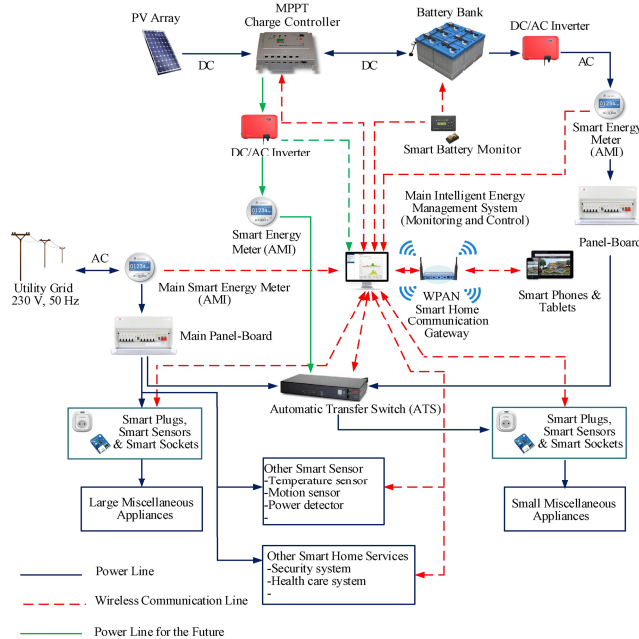 PV Array
MPPT
Charge Controller
Battery Bank
DC/AC Inverter
DC
DC
AC
DC/AC Inverter
Smart Battery Monitor
Smart Energy
Meter (AMI)
Smart Energy
Meter (AMI)
Main Intelligent Energy
Management System
(Monitoring and Control)
Panel-Board
AC
Utility Grid
230 V, 50 Hz
Main Smart Energy Meter
(AMI)
WPAN
Smart Home
Communication
Gateway
Smart Phones &
Tablets
Main Panel-Board
Automatic Transfer Switch (ATS)
Smart Plugs,
Smart Sensors
& Smart Sockets
Smart Plugs,
Smart Sensors
& Smart Sockets
Large Miscellaneous
Appliances
Other Smart Sensor
-Temperature sensor
-Motion sensor
-Power detector
-
Small Miscellaneous
Appliances
Other Smart Home Services
-Security system
-Health care system
-
Power Line
Wireless Communication Line
Power Line for the Future